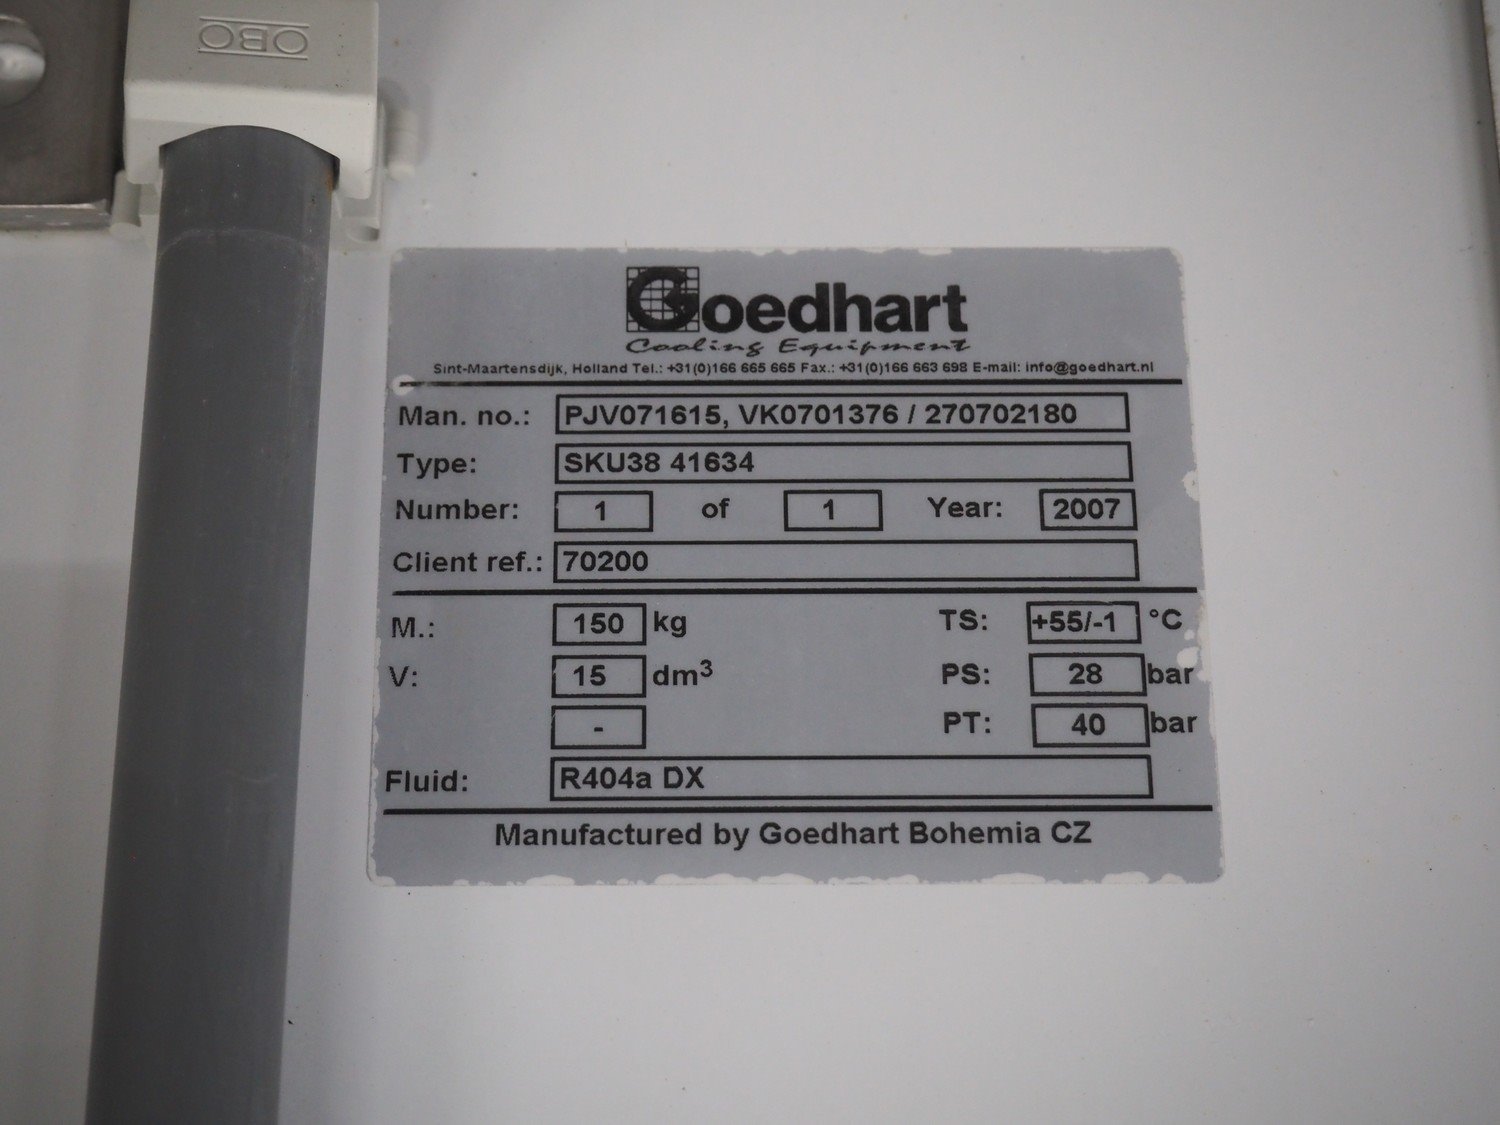 OBO
Goedhart
Cooling Equipment
Sint-Maartensdijk, Holland Tel.: +31(0)166 665 665 Fax.: +31(0)166 663 698 E-mail: info@goedhart.nl
Man. no.: PJV071615, VK0701376 / 270702180
Type: SKU38 41634
Number: 1 of 1 Year: 2007
Client ref.: 70200
M.: 150 kg TS: +55/-1 °C
V: 15 dm³ PS: 28 bar
- PT: 40 bar
Fluid: R404a DX
Manufactured by Goedhart Bohemia CZ